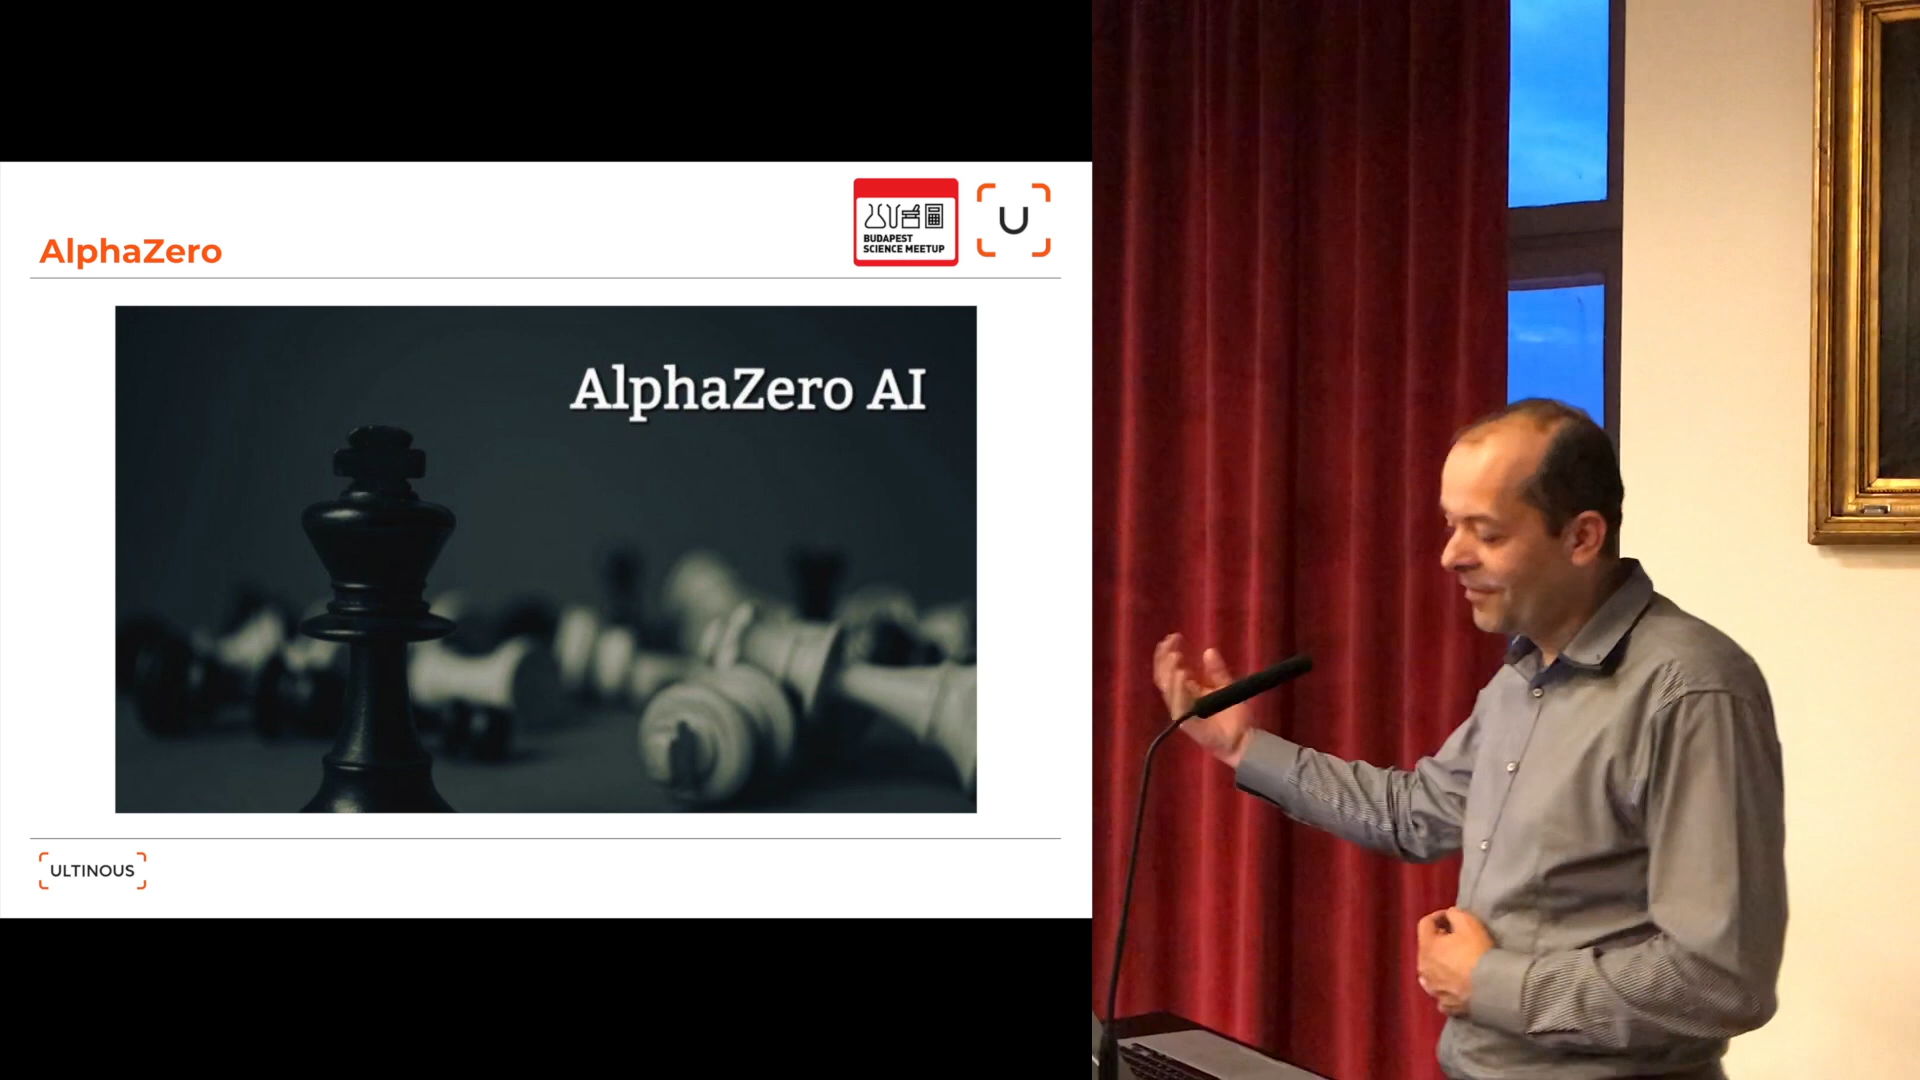 AlphaZero
BUDAPEST
SCIENCE MEETUP
U
AlphaZero AI
ULTINOUS